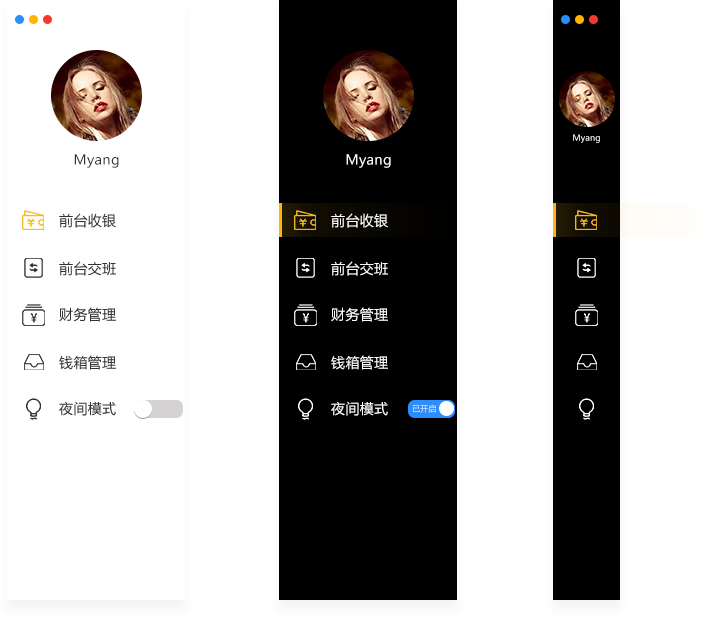 Myang
前台收银
前台交班
财务管理
钱箱管理
夜间模式
Myang
前台收银
前台交班
财务管理
钱箱管理
夜间模式 已开启
Myang